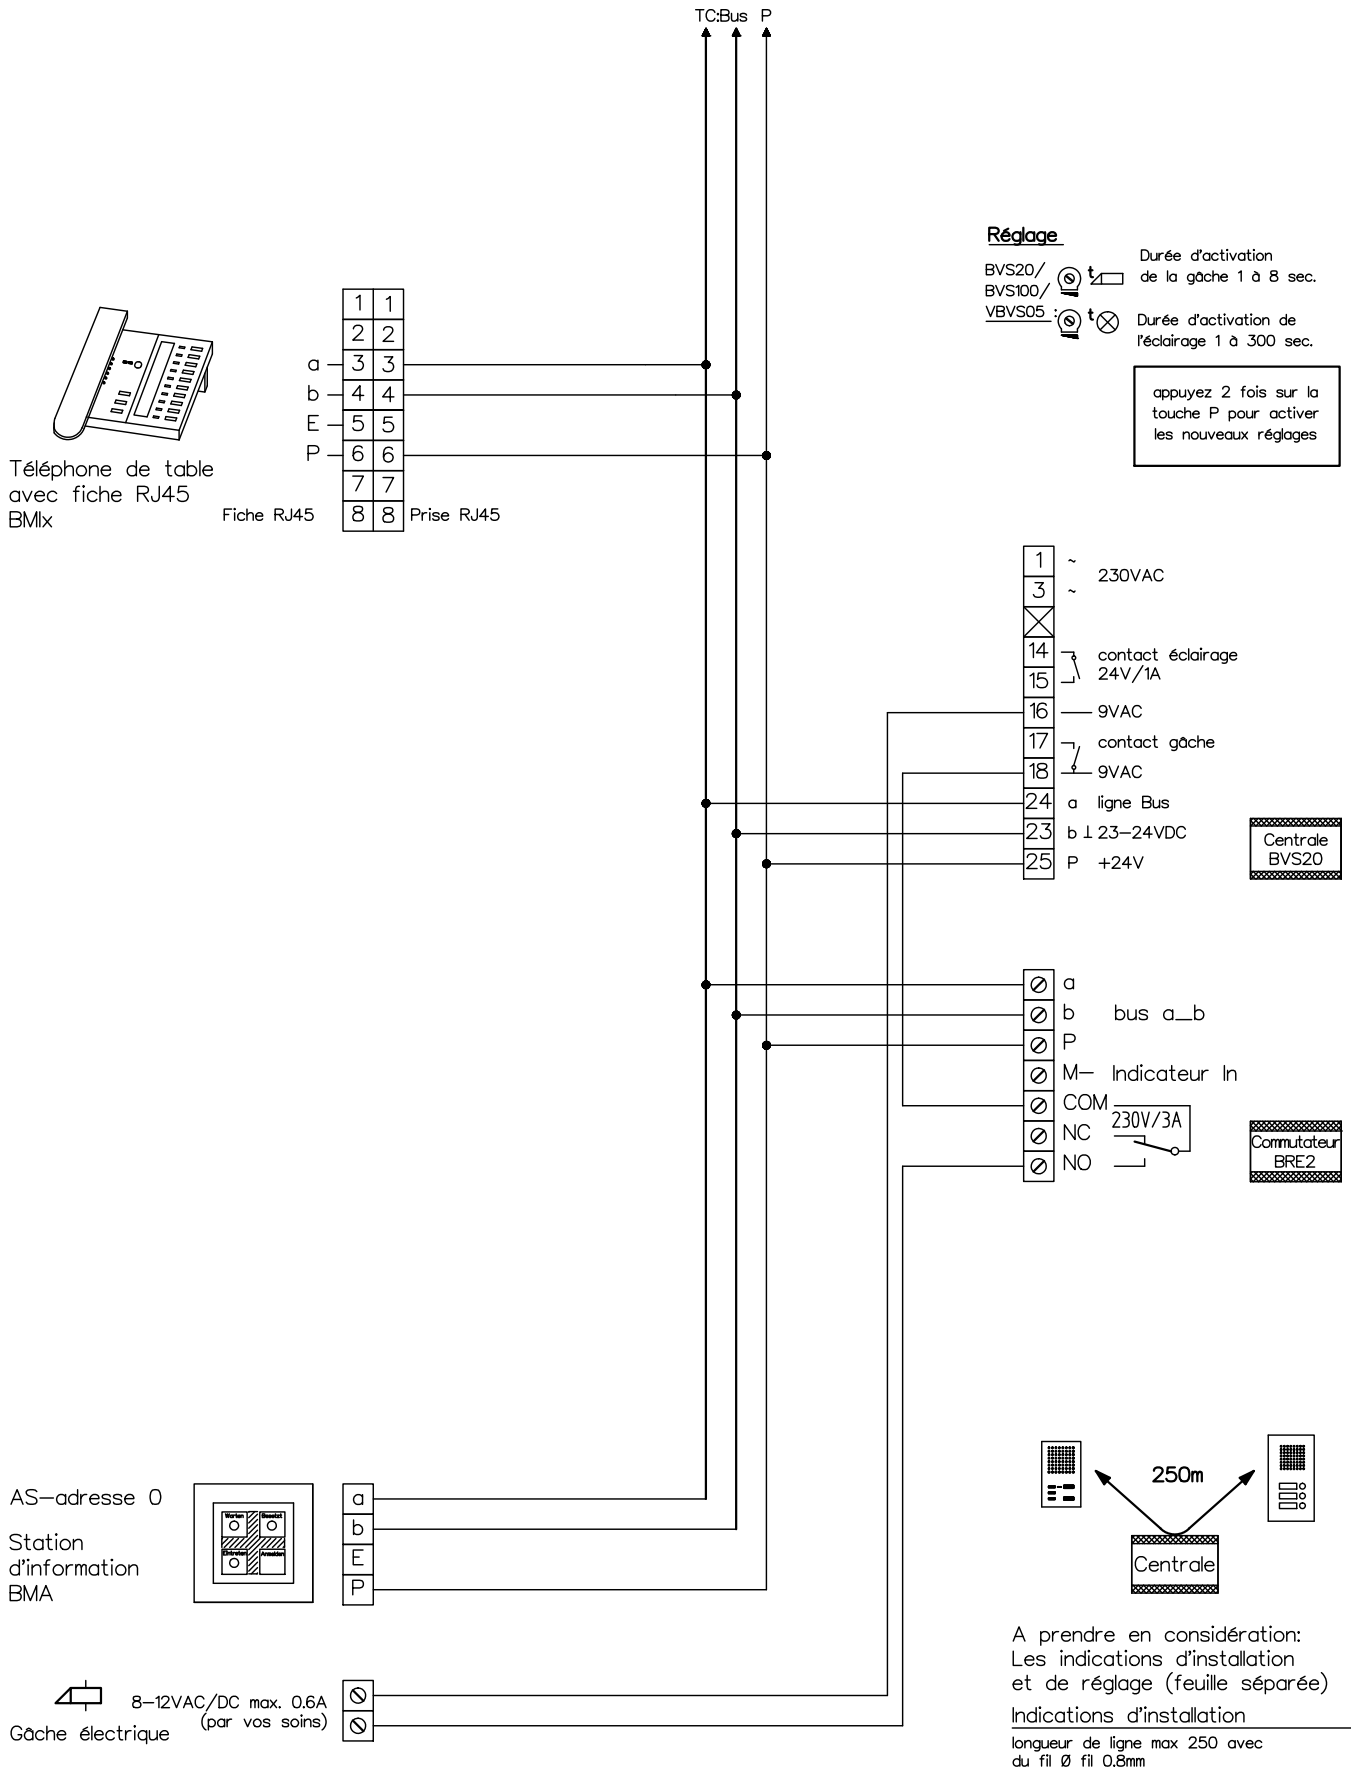 TC:Bus P
Réglage
BVS20/
BVS100/
VBVS05 :
t
Durée d'activation
de la gâche 1 à 8 sec.
t
Durée d'activation de
l'éclairage 1 à 300 sec.
appuyez 2 fois sur la
touche P pour activer
les nouveaux réglages
1 1
2 2
a 3 3
b 4 4
E 5 5
P 6 6
7 7
Fiche RJ45 8 8 Prise RJ45
Téléphone de table
avec fiche RJ45
BMIx
1 ~
230VAC
3 ~
14
contact éclairage
24V/1A
15
16 9VAC
17 contact gâche
18 9VAC
24 a ligne Bus
23 b ⊥ 23-24VDC
25 P +24V
Centrale
BVS20
a
b bus a_b
P
M- Indicateur In
COM
230V/3A
NC
NO
Commutateur
BRE2
AS-adresse 0
Station
d'information
BMA
Warten Besetzt
Eintreten Anmelden
a
b
E
P
250m
Centrale
A prendre en considération:
Les indications d'installation
et de réglage (feuille séparée)
Indications d'installation
longueur de ligne max 250 avec
du fil Ø fil 0.8mm
8-12VAC/DC max. 0.6A
(par vos soins)
Gâche électrique